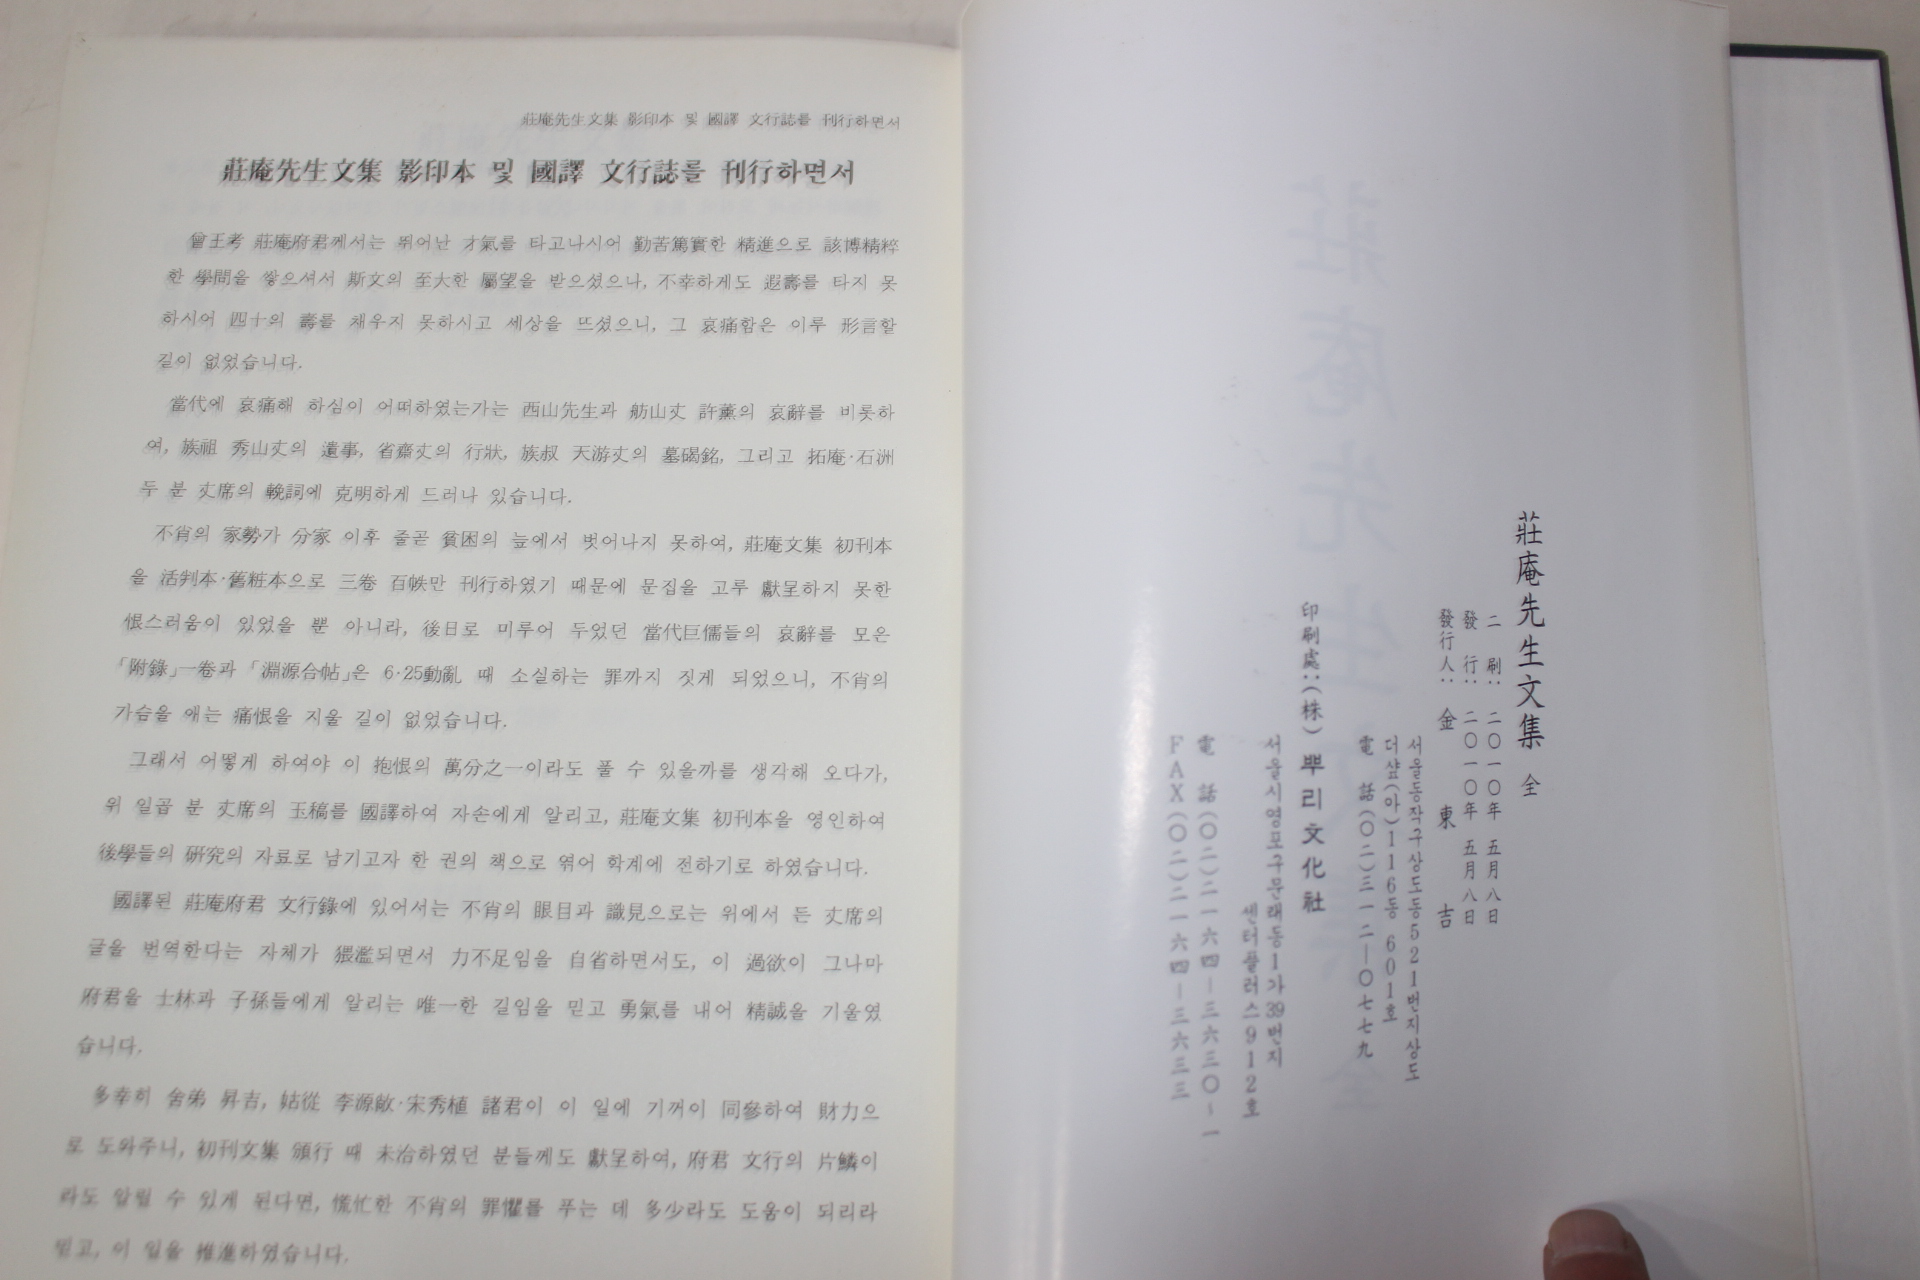 莊庵先生文集 影印本 및 國譯 文行誌를 刊行하면서
莊庵先生文集 影印本 및 國譯 文行誌를 刊行하면서
曾王考 莊庵府君께서는 뛰어난 才氣를 타고나시어 勤苦篤實한 精進으로 該博精粹
한 學問을 쌓으셔서 斯文의 至大한 屬望을 받으셨으나, 不幸하게도 遐壽를 타지 못
하시어 四十의 壽를 채우지 못하시고 세상을 뜨셨으니, 그 哀痛함은 이루 形言할
길이 없었습니다.
當代에 哀痛해 하심이 어떠하였는가는 西山先生과 舫山丈 許薰의 哀辭를 비롯하
여, 族祖 秀山丈의 遺事, 省齋丈의 行狀, 族叔 天游丈의 墓碣銘, 그리고 拓庵·石洲
두 분 丈席의 輓詞에 克明하게 드러나 있습니다.
不肖의 家勢가 分家 이후 줄곧 貧困의 늪에서 벗어나지 못하여, 莊庵文集 初刊本
을 活判本·舊粧本으로 三卷 百帙만 刊行하였기 때문에 문집을 고루 獻呈하지 못한
恨스러움이 있었을 뿐 아니라, 後日로 미루어 두었던 當代巨儒들의 哀辭를 모은
「附錄」一卷과 「淵源合帖」은 6·25動亂 때 소실하는 罪까지 짓게 되었으니, 不肖의
가슴을 에는 痛恨을 지울 길이 없었습니다.
그래서 어떻게 하여야 이 抱恨의 萬分之一이라도 풀 수 있을까를 생각해 오다가,
위 일곱 분 丈席의 玉稿를 國譯하여 자손에게 알리고, 莊庵文集 初刊本을 영인하여
後學들의 硏究의 자료로 남기고자 한 권의 책으로 엮어 학계에 전하기로 하였습니다.
國譯된 莊庵府君 文行錄에 있어서는 不肖의 眼目과 識見으로는 위에서 든 丈席의
글을 번역한다는 자체가 猥濫되면서 力不足임을 自省하면서도, 이 過欲이 그나마
府君을 士林과 子孫들에게 알리는 唯一한 길임을 믿고 勇氣를 내어 精誠을 기울였
습니다.
多幸히 舍弟 昇吉, 姑從 李源敵·宋秀植 諸君이 이 일에 기꺼이 同參하여 財力으
로 도와주니, 初刊文集 頒行 때 未洽하였던 분들께도 獻呈하여, 府君 文行의 片鱗이
라도 알릴 수 있게 된다면, 慌忙한 不肖의 罪懼를 푸는 데 多少라도 도움이 되리라
믿고, 이 일을 推進하였습니다.
莊庵先生文集 全
二 刷: 二○一○年 五月八日
發 行: 二○一○年 五月八日
發行人: 金 東 吉
서울동작구상도동521번지상도
더샾(아)116동 601호
電 話(○二)三一二-○七七九
印刷處:(株) 뿌리文化社
서울시영포구문래동1가39번지
센터플러스912호
電 話(○二)二一六四-三六三○-一
FAX(○二)二一六四-三六三三